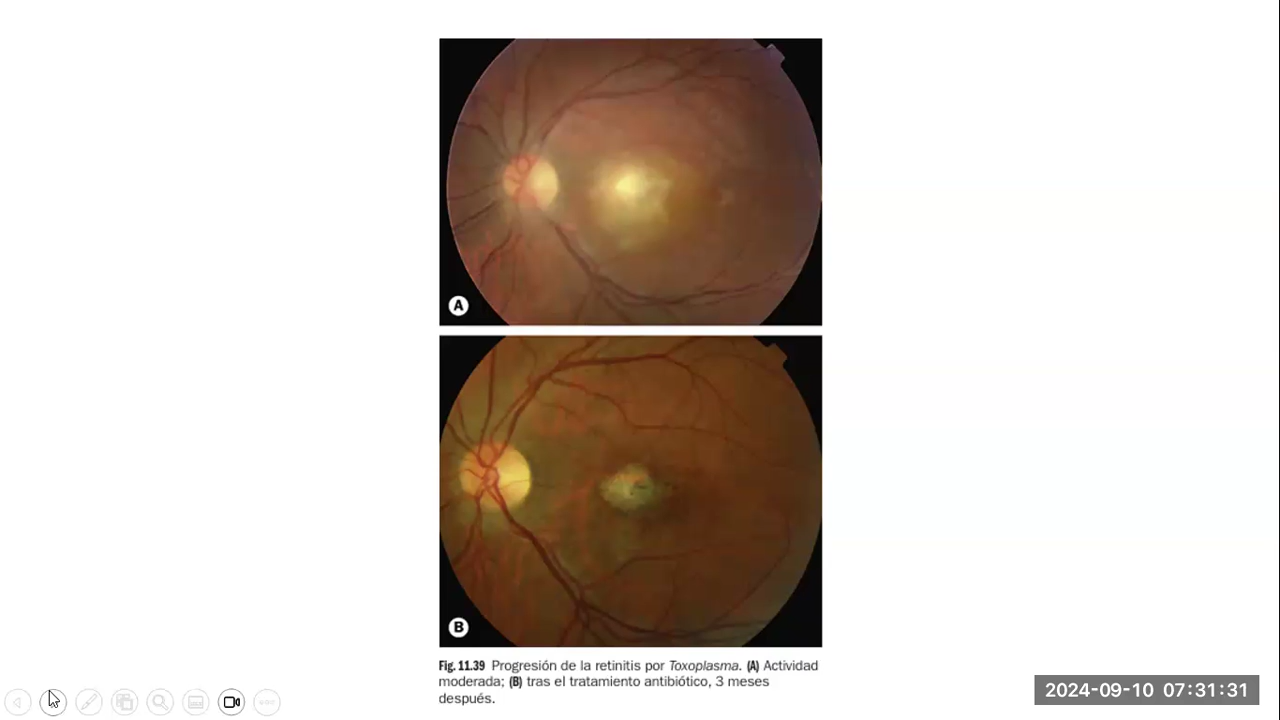 A
B
Fig. 11.39 Progresión de la retinitis por Toxoplasma. (A) Actividad
moderada; (B) tras el tratamiento antibiótico, 3 meses
después.
2024-09-10 07:31:31